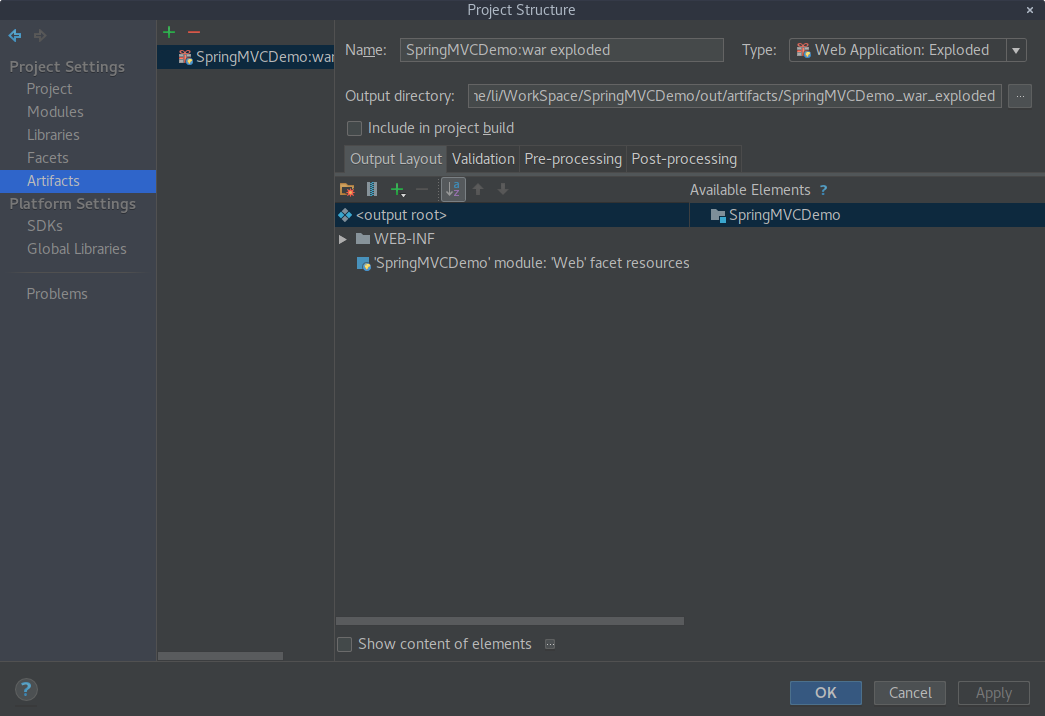 Project Structure
Project Settings
Project
Modules
Libraries
Facets
Artifacts
Platform Settings
SDKs
Global Libraries
Problems
SpringMVCDemo:war
Name: SpringMVCDemo:war exploded Type: Web Application: Exploded
Output directory: ne/li/WorkSpace/SpringMVCDemo/out/artifacts/SpringMVCDemo_war_exploded ...
Include in project build
Output Layout Validation Pre-processing Post-processing
Available Elements ?
<output root> SpringMVCDemo
WEB-INF
'SpringMVCDemo' module: 'Web' facet resources
Show content of elements ...
? OK Cancel Apply